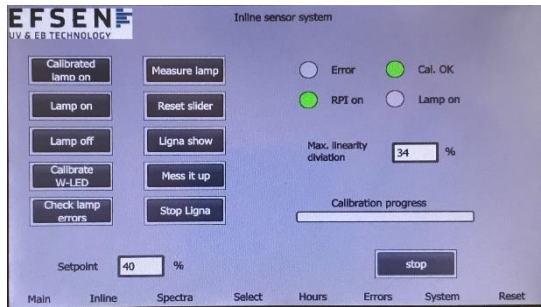 EFSEN
UV & EB TECHNOLOGY
Inline sensor system
Calibrated lamp on
Measure lamp
Error
Cal. OK
Lamp on
Reset slider
RPI on
Lamp on
Lamp off
Ligna show
Max. linearity
diviation
34 %
Calibrate
W-LED
Mess it up
Check lamp
errors
Stop Ligna
Calibration progress
Setpoint 40 %
stop
Main Inline Spectra Select Hours Errors System Reset